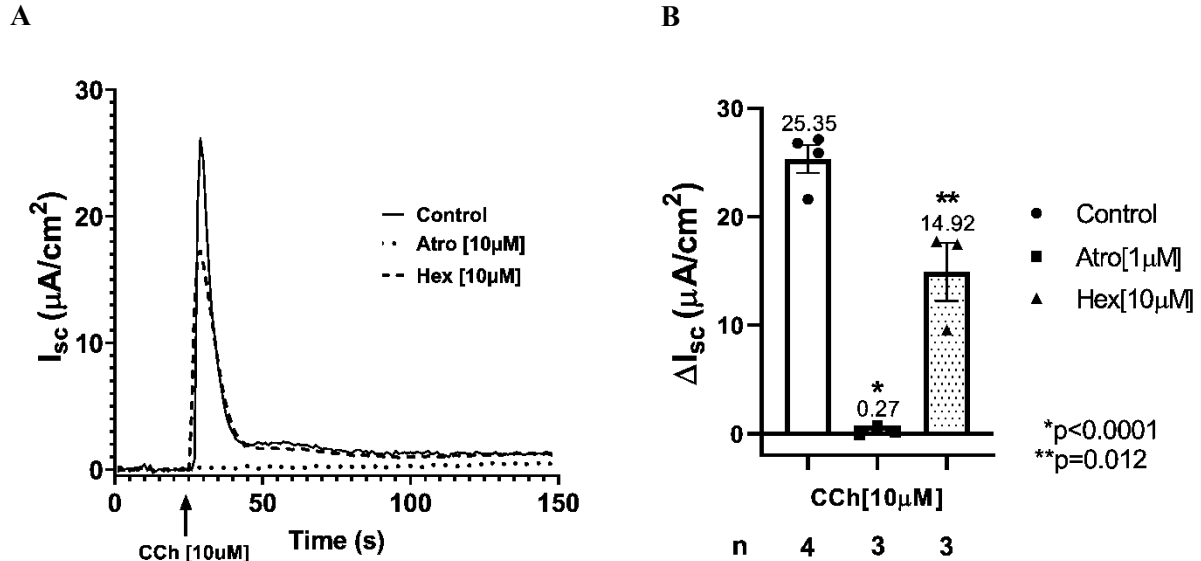 A
30
20
10
0
I_sc (μA/cm²)
0
50
100
150
Time (s)
CCh [10uM]
Control
Atro [10μM]
Hex [10μM]
B
30
20
10
0
ΔI_sc (μA/cm²)
25.35
*
0.27
**
14.92
Control
Atro[1μM]
Hex[10μM]
*p<0.0001
**p=0.012
CCh[10μM]
n 4 3 3